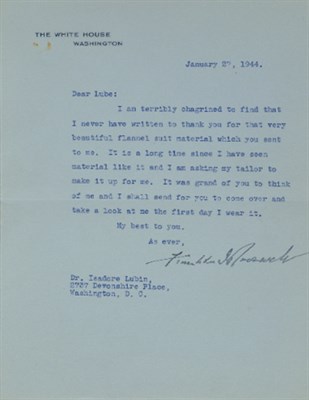 THE WHITE HOUSE
WASHINGTON
January 2", 1944.
Dear Lube:
I am terribly chagrined to find that
I never have written to thank you for that very
beautiful flannel suit material which you sent
to me. It is a long time since I have seen
material like it and I am asking my tailor to
make it up for me. It was grand of you to think
of me and I shall send for you to come over and
take a look at me the first day I wear it.
My best to you.
As ever,
Franklin D Roosevelt
Dr. Isadore Lubin,
2737 Devonshire Place,
Washington, D. C.